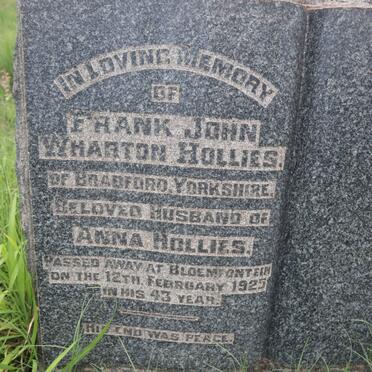 IN LOVING MEMORY
OF
FRANK JOHN
WHARTON HOLLIES.
OF BRADFORD, YORKSHIRE.
BELOVED HUSBAND OF
ANNA HOLLIES.
PASSED AWAY AT BLOEMFONTEIN
ON THE 12TH. FEBRUARY 1925
IN HIS 43 YEAR.
HIS END WAS PEACE.